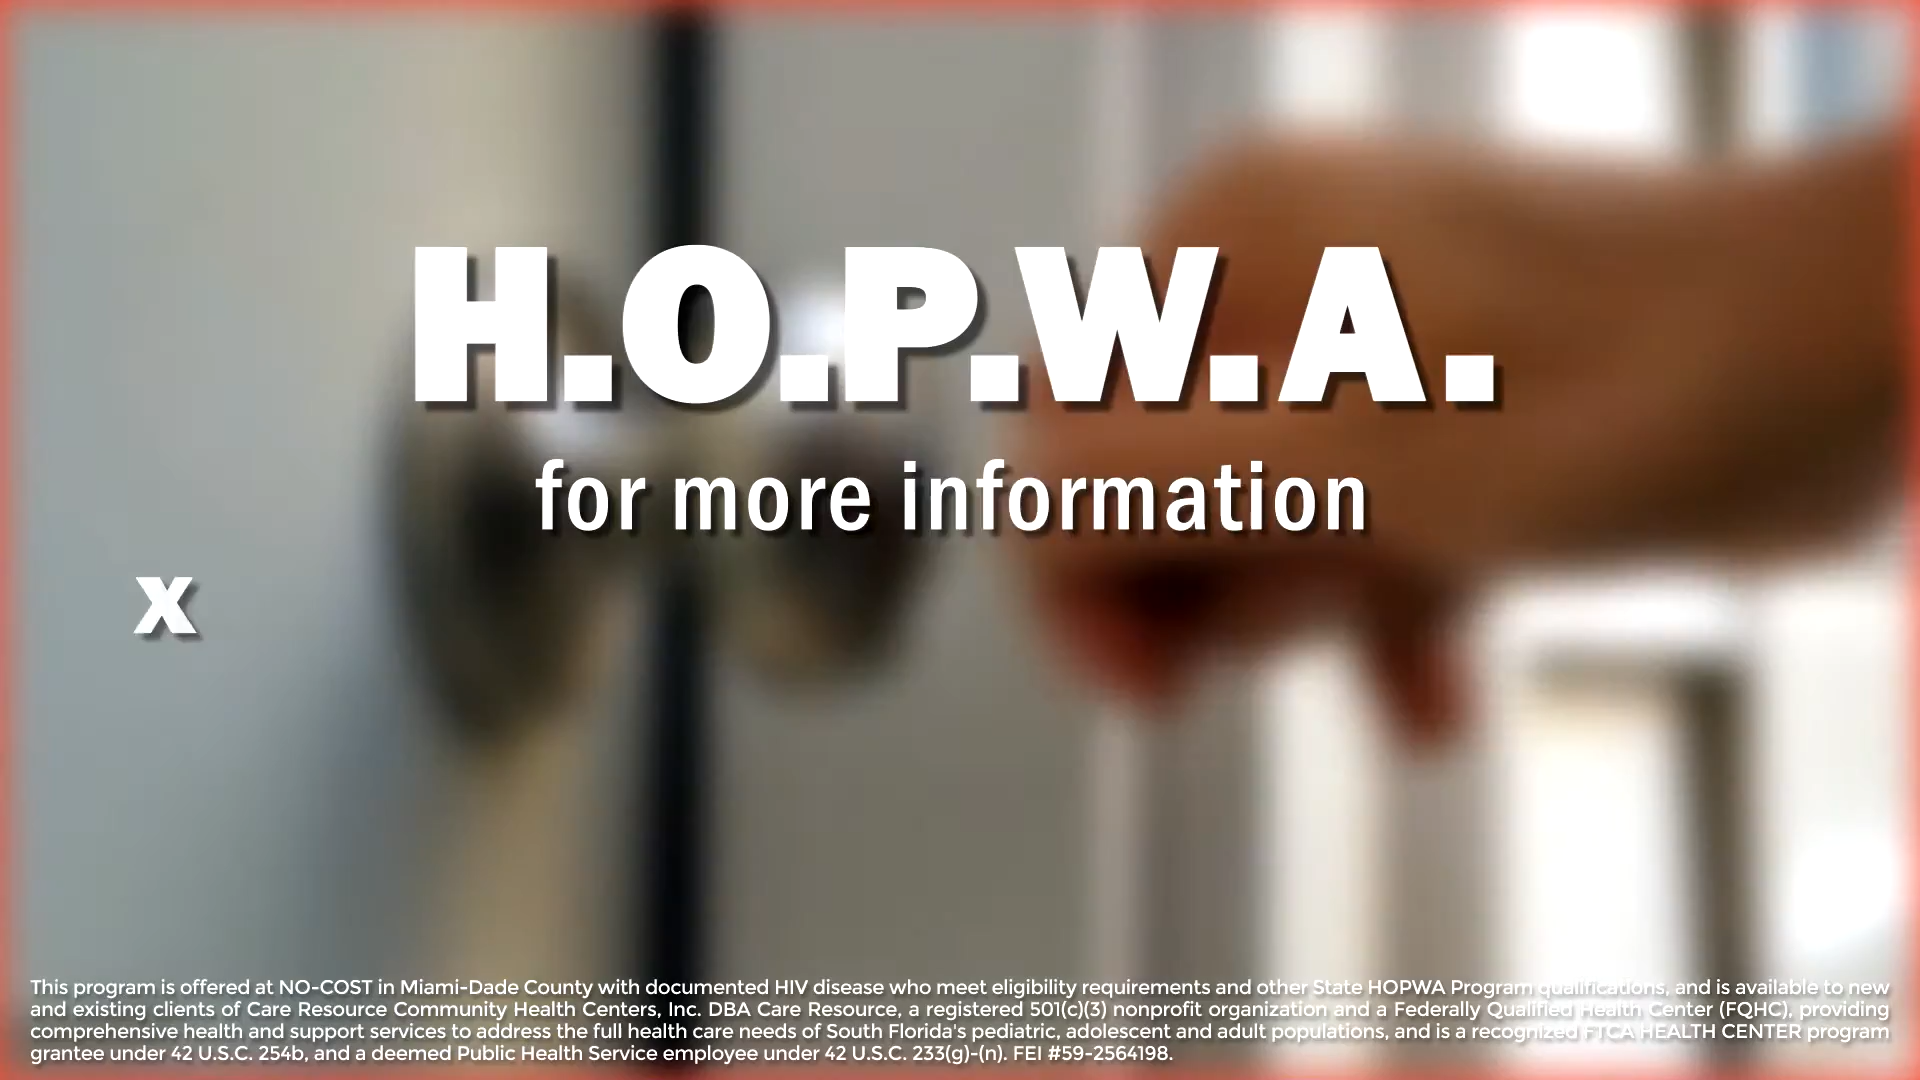 H.O.P.W.A.
for more information
x
This program is offered at NO-COST in Miami-Dade County with documented HIV disease who meet eligibility requirements and other State HOPWA Program qualifications, and is available to new
and existing clients of Care Resource Community Health Centers, Inc. DBA Care Resource, a registered 501(c)(3) nonprofit organization and a Federally Qualified Health Center (FQHC), providing
comprehensive health and support services to address the full health care needs of South Florida's pediatric, adolescent and adult populations, and is a recognized FTCA HEALTH CENTER program
grantee under 42 U.S.C. 254b, and a deemed Public Health Service employee under 42 U.S.C. 233(g)-(n). FEI #59-2564198.